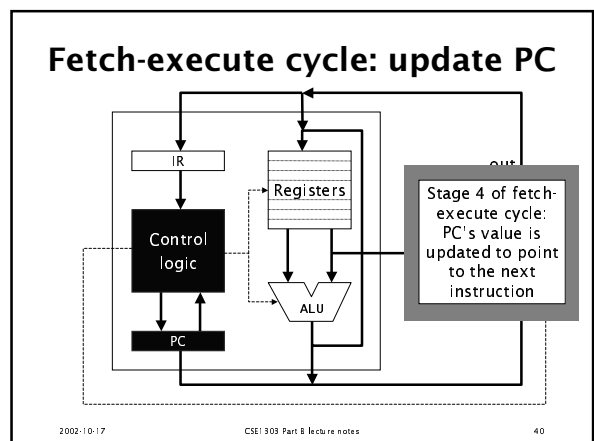 Fetch-execute cycle: update PC
IR
Registers
Control
logic
ALU
PC
out
Stage 4 of fetch-
execute cycle:
PC's value is
updated to point
to the next
instruction
2002-10-17
CSE1303 Part B lecture notes
40